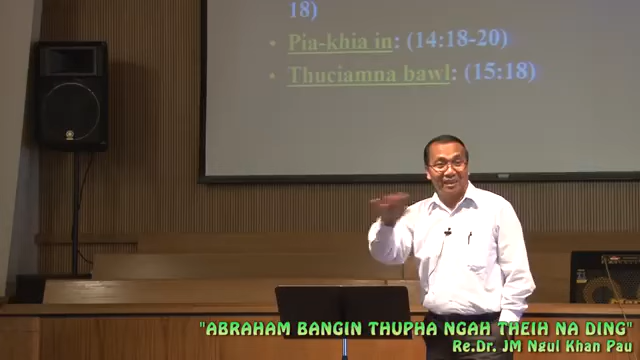 18)
• Pia-khia in: (14:18-20)
• Thuciamna bawl: (15:18)
"ABRAHAM BANGIN THUPHA NGAH THEIH NA DING"
Re.Dr. JM Ngul Khan Pau